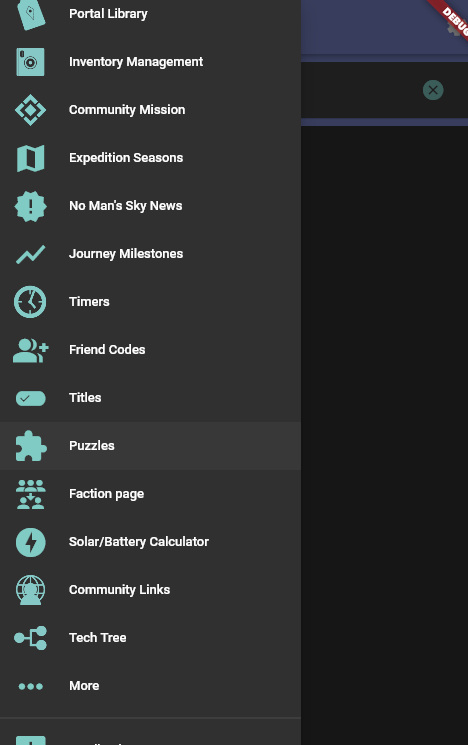 DEBUG
Portal Library
Inventory Management
Community Mission
Expedition Seasons
No Man's Sky News
Journey Milestones
Timers
Friend Codes
Titles
Puzzles
Faction page
Solar/Battery Calculator
Community Links
Tech Tree
More